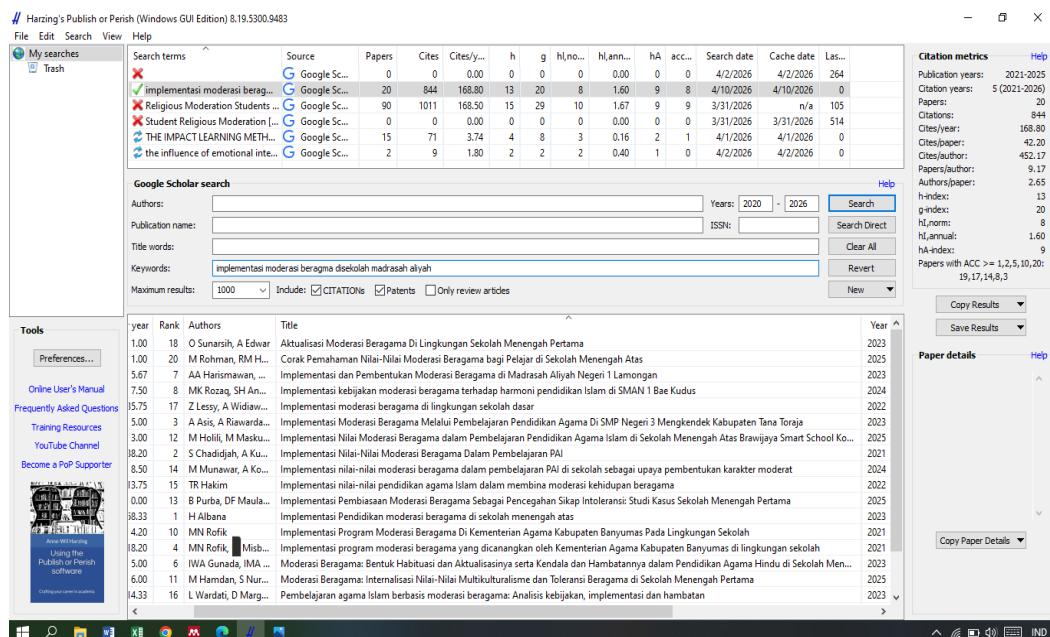 Harzing's Publish or Perish (Windows GUI Edition) 8.19.5300.9483
File Edit Search View Help
My searches
Trash
Search terms Source Papers Cites Cites/y... h g hI,no... hI,ann... hA acc... Search date Cache date Las...
Google Sc... 0 0 0.00 0 0 0 0.00 0 0 4/2/2026 4/2/2026 264
implementasi moderasi berag... Google Sc... 20 844 168.80 13 20 8 1.60 9 8 4/10/2026 4/10/2026 0
Religious Moderation Students ... Google Sc... 90 1011 168.50 15 29 10 1.67 9 9 3/31/2026 n/a 105
Student Religious Moderation [... Google Sc... 0 0 0.00 0 0 0 0.00 0 0 3/31/2026 3/31/2026 514
THE IMPACT LEARNING METH... Google Sc... 15 71 3.74 4 8 3 0.16 2 1 4/1/2026 4/1/2026 0
the influence of emotional inte... Google Sc... 2 9 1.80 2 2 2 0.40 1 0 4/2/2026 4/2/2026 0
Google Scholar search Help
Authors: Years: 2020 - 2026 Search
Publication name: ISSN: Search Direct
Title words: Clear All
Keywords: implementasi moderasi beragma disekolah madrasah aliyah Revert
Maximum results: 1000 Include: CITATIONs Patents Only review articles New
year Rank Authors Title Year
1.00 18 O Sunarsih, A Edwar Aktualisasi Moderasi Beragama Di Lingkungan Sekolah Menengah Pertama 2023
1.00 20 M Rohman, RM H... Corak Pemahaman Nilai-Nilai Moderasi Beragama bagi Pelajar di Sekolah Menengah Atas 2025
5.67 7 AA Harismawan, ... Implementasi dan Pembentukan Moderasi Beragama di Madrasah Aliyah Negeri 1 Lamongan 2023
7.50 8 MK Rozaq, SH An... Implementasi kebijakan moderasi beragama terhadap harmoni pendidikan Islam di SMAN 1 Bae Kudus 2024
35.75 17 Z Lessy, A Widiaw... Implementasi moderasi beragama di lingkungan sekolah dasar 2022
5.00 3 A Asis, A Riawarda... Implementasi Moderasi Beragama Melalui Pembelajaran Pendidikan Agama Di SMP Negeri 3 Mengkendek Kabupaten Tana Toraja 2023
3.00 12 M Holili, M Masku... Implementasi Nilai Moderasi Beragama dalam Pembelajaran Pendidikan Agama Islam di Sekolah Menengah Atas Brawijaya Smart School Ko... 2025
38.20 2 S Chadidjah, A Ku... Implementasi Nilai-Nilai Moderasi Beragama Dalam Pembelajaran PAI 2021
8.50 14 M Munawar, A Ko... Implementasi nilai-nilai moderasi beragama dalam pembelajaran PAI di sekolah sebagai upaya pembentukan karakter moderat 2024
13.75 15 TR Hakim Implementasi nilai-nilai pendidikan agama Islam dalam membina moderasi kehidupan beragama 2022
0.00 13 B Purba, DF Maula... Implementasi Pembiasaan Moderasi Beragama Sebagai Pencegahan Sikap Intoleransi: Studi Kasus Sekolah Menengah Pertama 2025
58.33 1 H Albana Implementasi Pendidikan moderasi beragama di sekolah menengah atas 2023
4.20 10 MN Rofik Implementasi Program Moderasi Beragama Di Kementerian Agama Kabupaten Banyumas Pada Lingkungan Sekolah 2021
18.20 4 MN Rofik, Misb... Implementasi program moderasi beragama yang dicanangkan oleh Kementerian Agama Kabupaten Banyumas di lingkungan sekolah 2021
5.00 6 IWA Gunada, IMA ... Moderasi Beragama: Bentuk Habituasi dan Aktualisasinya serta Kendala dan Hambatannya dalam Pendidikan Agama Hindu di Sekolah Men... 2023
6.00 11 M Hamdan, S Nur... Moderasi Beragama: Internalisasi Nilai-Nilai Multikulturalisme dan Toleransi Beragama di Sekolah Menengah Pertama 2025
14.33 16 L Wardati, D Marg... Pembelajaran agama Islam berbasis moderasi beragama: Analisis kebijakan, implementasi dan hambatan 2023
Tools
Preferences...
Online User's Manual
Frequently Asked Questions
Training Resources
YouTube Channel
Become a PoP Supporter
Anne-Wil Harzing
Using the
Publish or Perish
software
Crafting your career in academia
Citation metrics Help
Publication years: 2021-2025
Citation years: 5 (2021-2026)
Papers: 20
Citations: 844
Cites/year: 168.80
Cites/paper: 42.20
Cites/author: 452.17
Papers/author: 9.17
Authors/paper: 2.65
h-index: 13
g-index: 20
hI,norm: 8
hI,annual: 1.60
hA-index: 9
Papers with ACC >= 1,2,5,10,20:
19,17,14,8,3
Copy Results
Save Results
Paper details Help
Copy Paper Details
IND